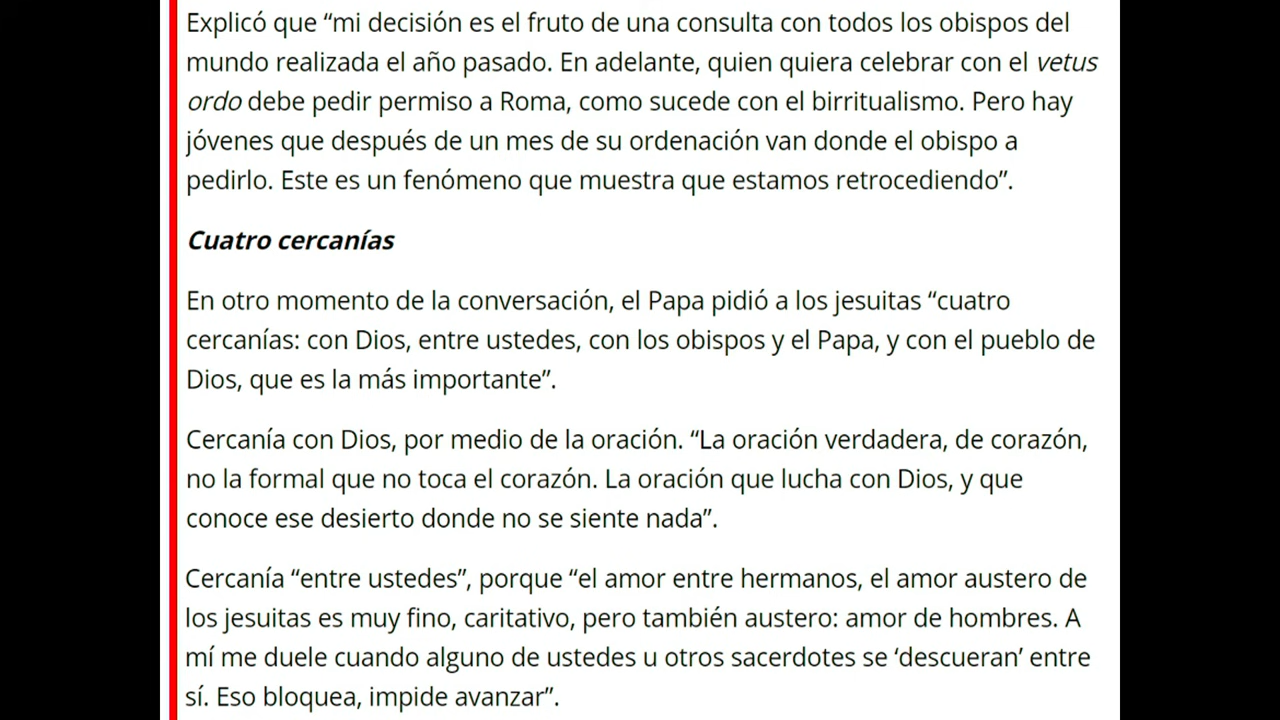 Explicó que “mi decisión es el fruto de una consulta con todos los obispos del
mundo realizada el año pasado. En adelante, quien quiera celebrar con el vetus
ordo debe pedir permiso a Roma, como sucede con el birritualismo. Pero hay
jóvenes que después de un mes de su ordenación van donde el obispo a
pedirlo. Este es un fenómeno que muestra que estamos retrocediendo”.
Cuatro cercanías
En otro momento de la conversación, el Papa pidió a los jesuitas “cuatro
cercanías: con Dios, entre ustedes, con los obispos y el Papa, y con el pueblo de
Dios, que es la más importante”.
Cercanía con Dios, por medio de la oración. “La oración verdadera, de corazón,
no la formal que no toca el corazón. La oración que lucha con Dios, y que
conoce ese desierto donde no se siente nada”.
Cercanía “entre ustedes”, porque “el amor entre hermanos, el amor austero de
los jesuitas es muy fino, caritativo, pero también austero: amor de hombres. A
mí me duele cuando alguno de ustedes u otros sacerdotes se ‘descueran’ entre
sí. Eso bloquea, impide avanzar”.